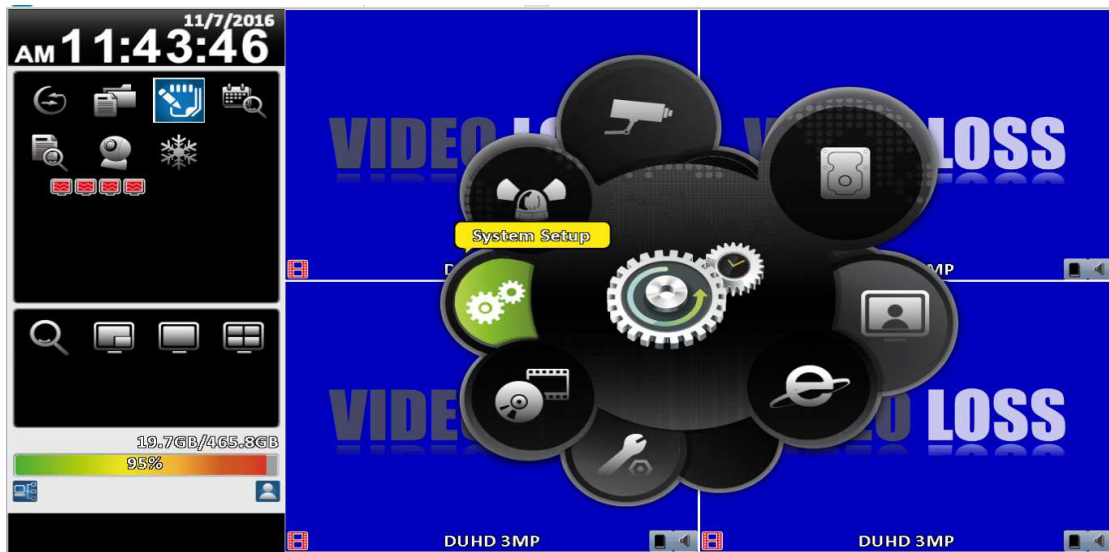 11/7/2016
AM 11:43:46
VIDEO LOSS
LOSS
System Setup
MP
VIDEO
LOSS
19.7GB/465.8GB
95%
DUHD 3MP
DUHD 3MP